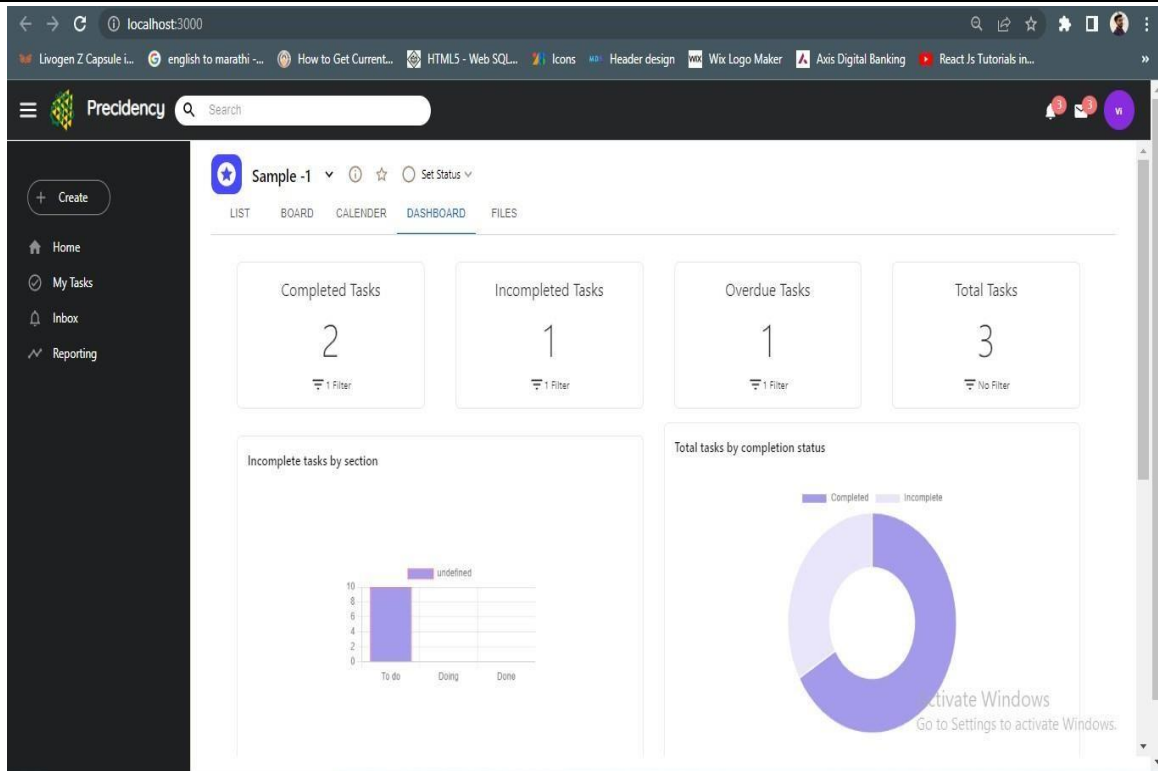 localhost:3000
Livogen Z Capsule i... english to marathi -... How to Get Current... HTML5 - Web SQL... Icons Header design Wix Logo Maker Axis Digital Banking React Js Tutorials in... »
Precidency Search 3 3 Vi
Sample -1 Set Status
+ Create
LIST BOARD CALENDER DASHBOARD FILES
Home
My Tasks
Inbox
Reporting
Completed Tasks Incompleted Tasks Overdue Tasks Total Tasks
2 1 1 3
1 Filter 1 Filter 1 Filter No Filter
Incomplete tasks by section
undefined
10
8
6
4
2
0
To do Doing Done
Total tasks by completion status
Completed Incomplete
Activate Windows
Go to Settings to activate Windows.